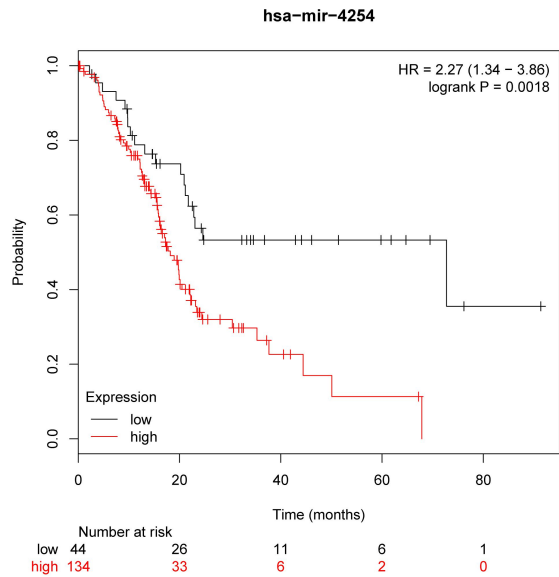 hsa−mir−4254
HR = 2.27 (1.34 − 3.86)
logrank P = 0.0018
Probability
1.0
0.8
0.6
0.4
0.2
0.0
Expression
low
high
0 20 40 60 80
Time (months)
Number at risk
low 44 26 11 6 1
high 134 33 6 2 0